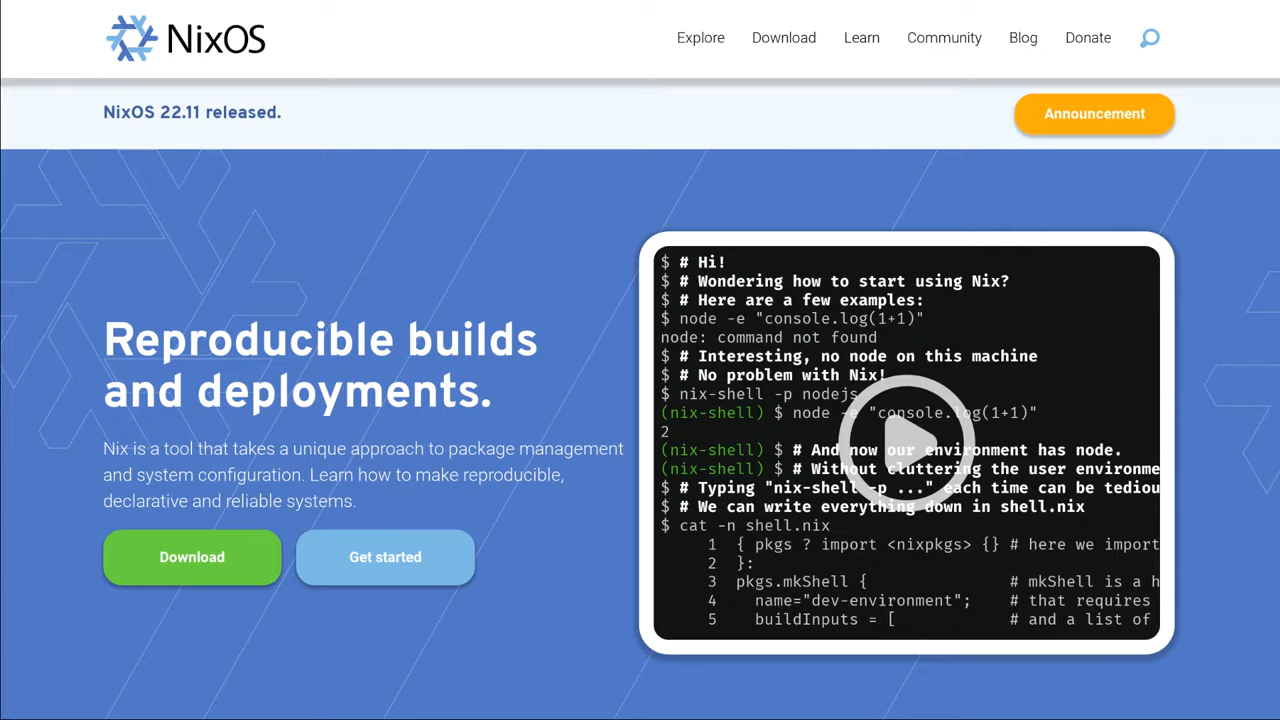 NixOS
Explore Download Learn Community Blog Donate
NixOS 22.11 released.
Announcement
Reproducible builds
and deployments.
Nix is a tool that takes a unique approach to package management
and system configuration. Learn how to make reproducible,
declarative and reliable systems.
Download Get started
$ # Hi!
$ # Wondering how to start using Nix?
$ # Here are a few examples:
$ node -e "console.log(1+1)"
node: command not found
$ # Interesting, no node on this machine
$ # No problem with Nix!
$ nix-shell -p nodejs
(nix-shell) $ node -e "console.log(1+1)"
2
(nix-shell) $ # And now our environment has node.
(nix-shell) $ # Without cluttering the user environme
$ # Typing "nix-shell -p ..." each time can be tediou
$ # We can write everything down in shell.nix
$ cat -n shell.nix
1 { pkgs ? import <nixpkgs> {} # here we import
2 }:
3 pkgs.mkShell { # mkShell is a h
4 name="dev-environment"; # that requires
5 buildInputs = [ # and a list of